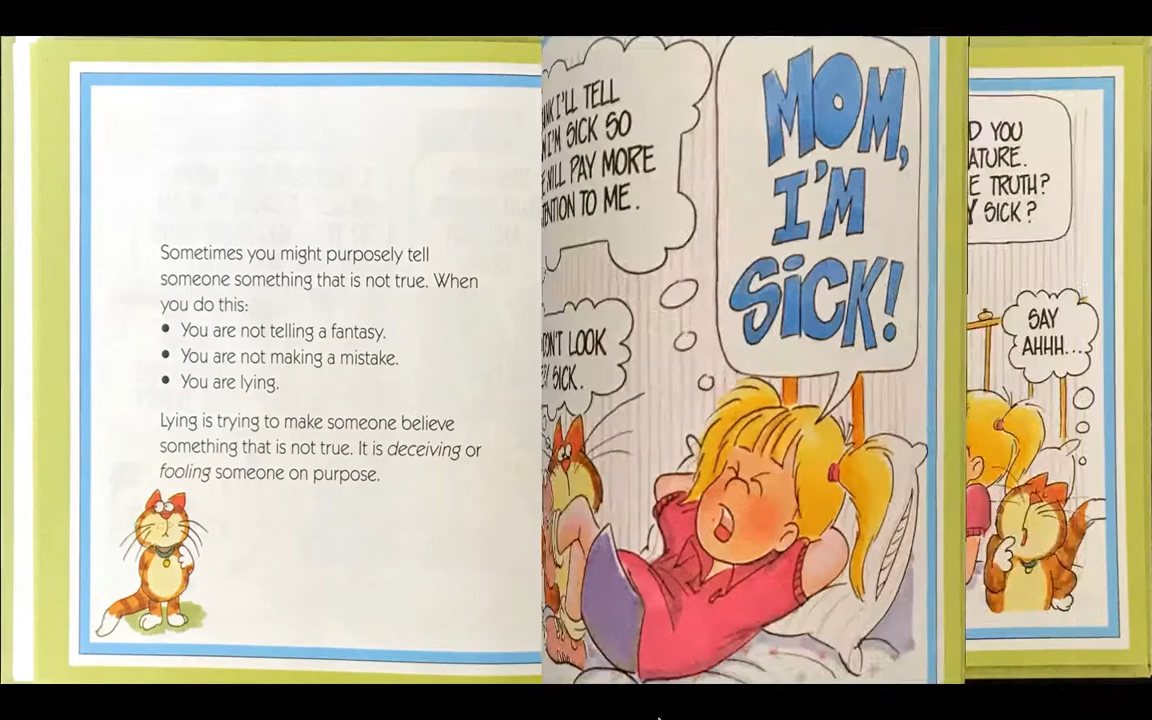 Sometimes you might purposely tell
someone something that is not true. When
you do this:
• You are not telling a fantasy.
• You are not making a mistake.
• You are lying.
Lying is trying to make someone believe
something that is not true. It is deceiving or
fooling someone on purpose.
I'LL TELL
I'M SICK SO
WILL PAY MORE
TO ME.
MOM,
I'M
SiCK!
LOOK
SICK.
YOU
TRUTH?
SICK?
SAY
AHHH...